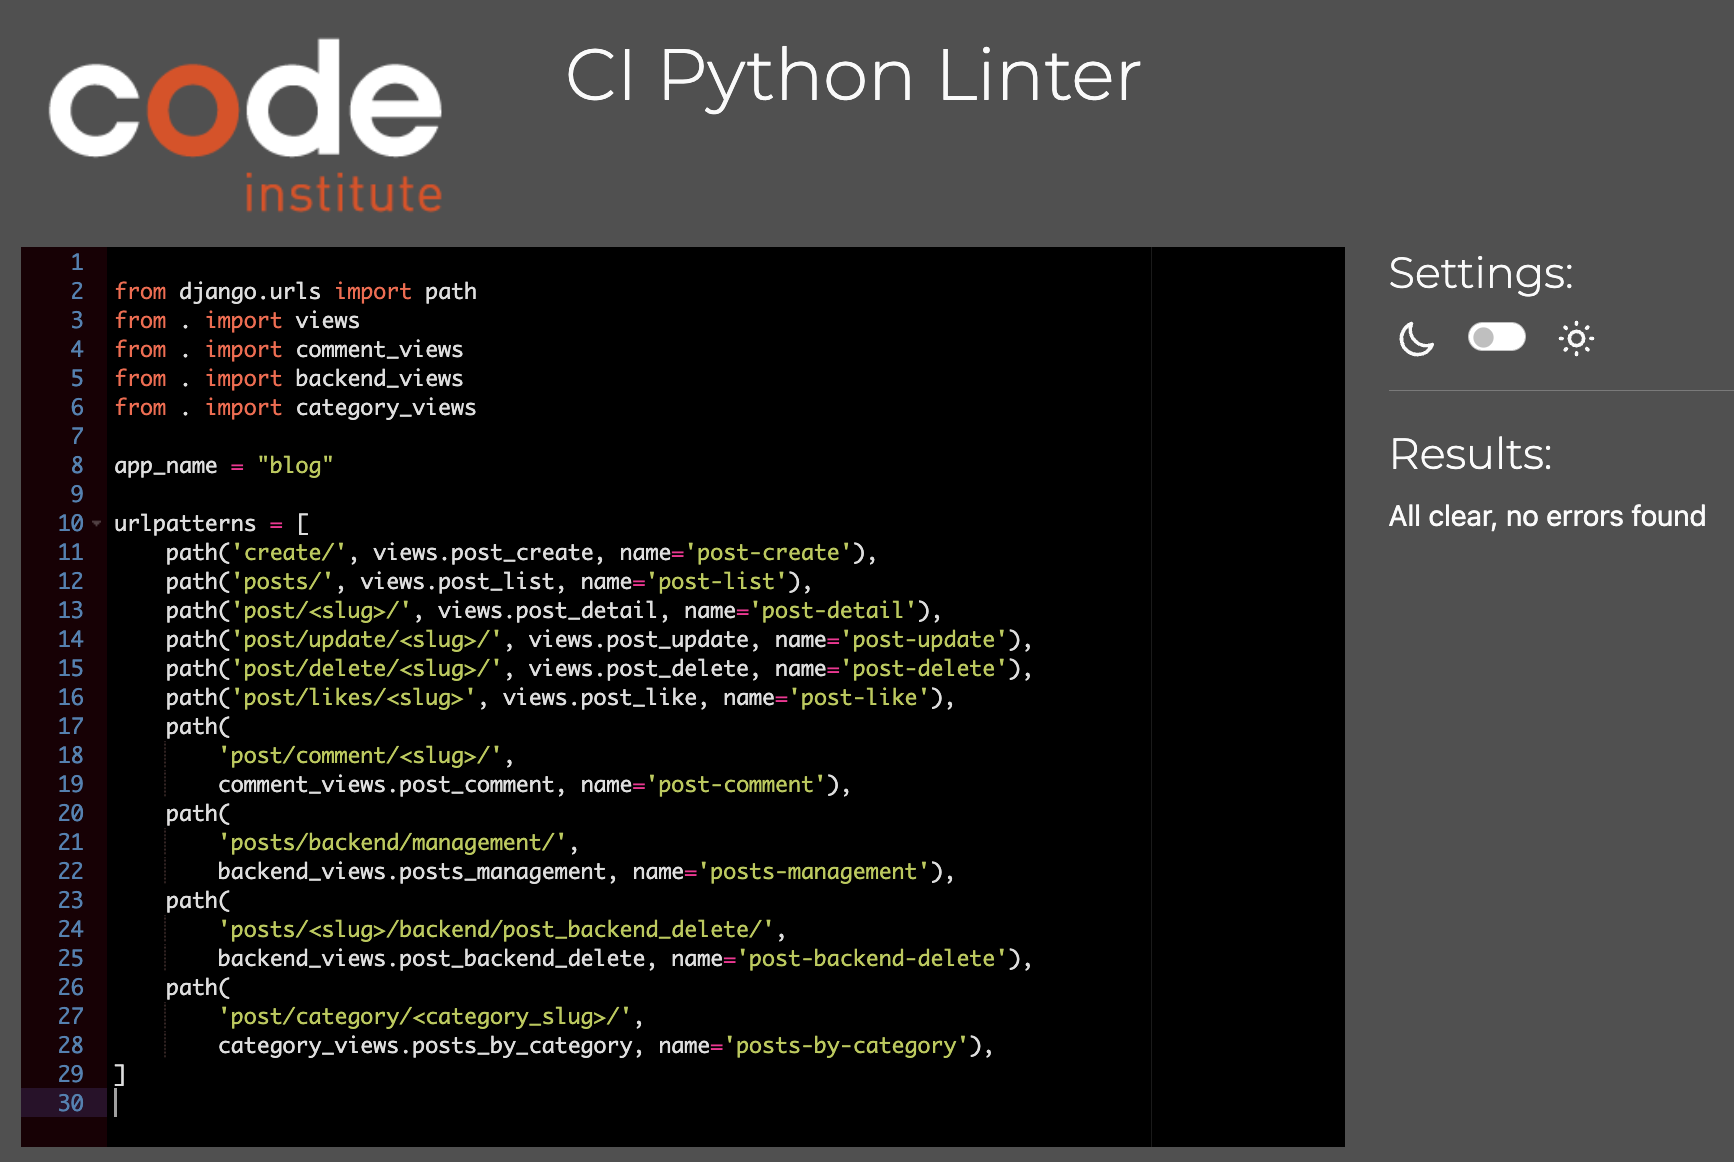 code
institute
CI Python Linter
1
2 from django.urls import path
3 from . import views
4 from . import comment_views
5 from . import backend_views
6 from . import category_views
7
8 app_name = "blog"
9
10 urlpatterns = [
11     path('create/', views.post_create, name='post-create'),
12     path('posts/', views.post_list, name='post-list'),
13     path('post/<slug>/', views.post_detail, name='post-detail'),
14     path('post/update/<slug>/', views.post_update, name='post-update'),
15     path('post/delete/<slug>/', views.post_delete, name='post-delete'),
16     path('post/likes/<slug>', views.post_like, name='post-like'),
17     path(
18         'post/comment/<slug>/',
19         comment_views.post_comment, name='post-comment'),
20     path(
21         'posts/backend/management/',
22         backend_views.posts_management, name='posts-management'),
23     path(
24         'posts/<slug>/backend/post_backend_delete/',
25         backend_views.post_backend_delete, name='post-backend-delete'),
26     path(
27         'post/category/<category_slug>/',
28         category_views.posts_by_category, name='posts-by-category'),
29 ]
30
Settings:
Results:
All clear, no errors found